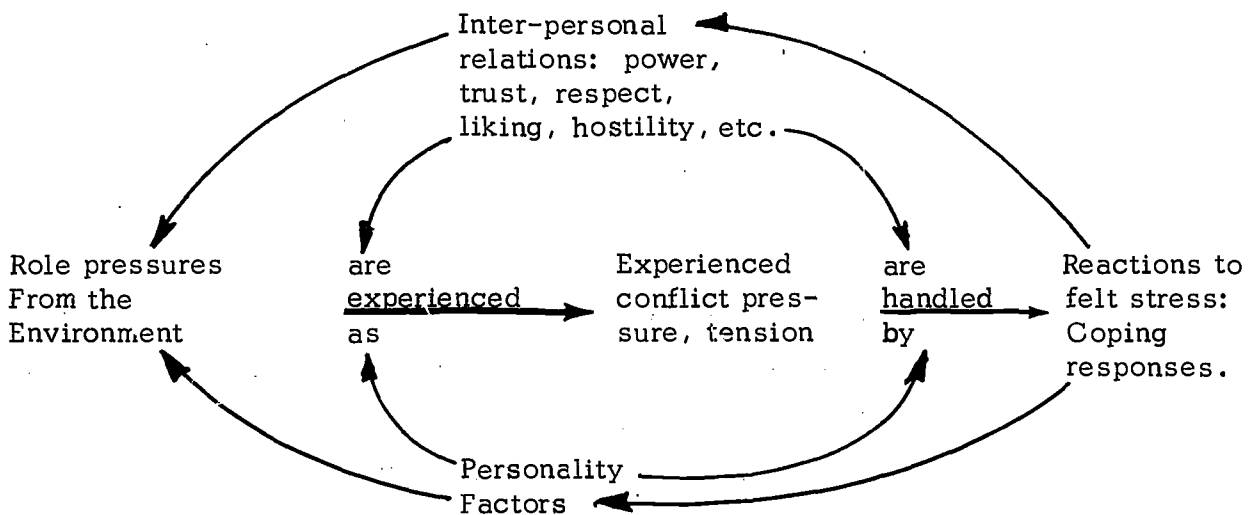 Inter-personal
relations: power,
trust, respect,
liking, hostility, etc.
Role pressures
From the
Environment
are
experienced
as
Experienced
conflict pres-
sure, tension
are
handled
by
Reactions to
felt stress:
Coping
responses.
Personality
Factors